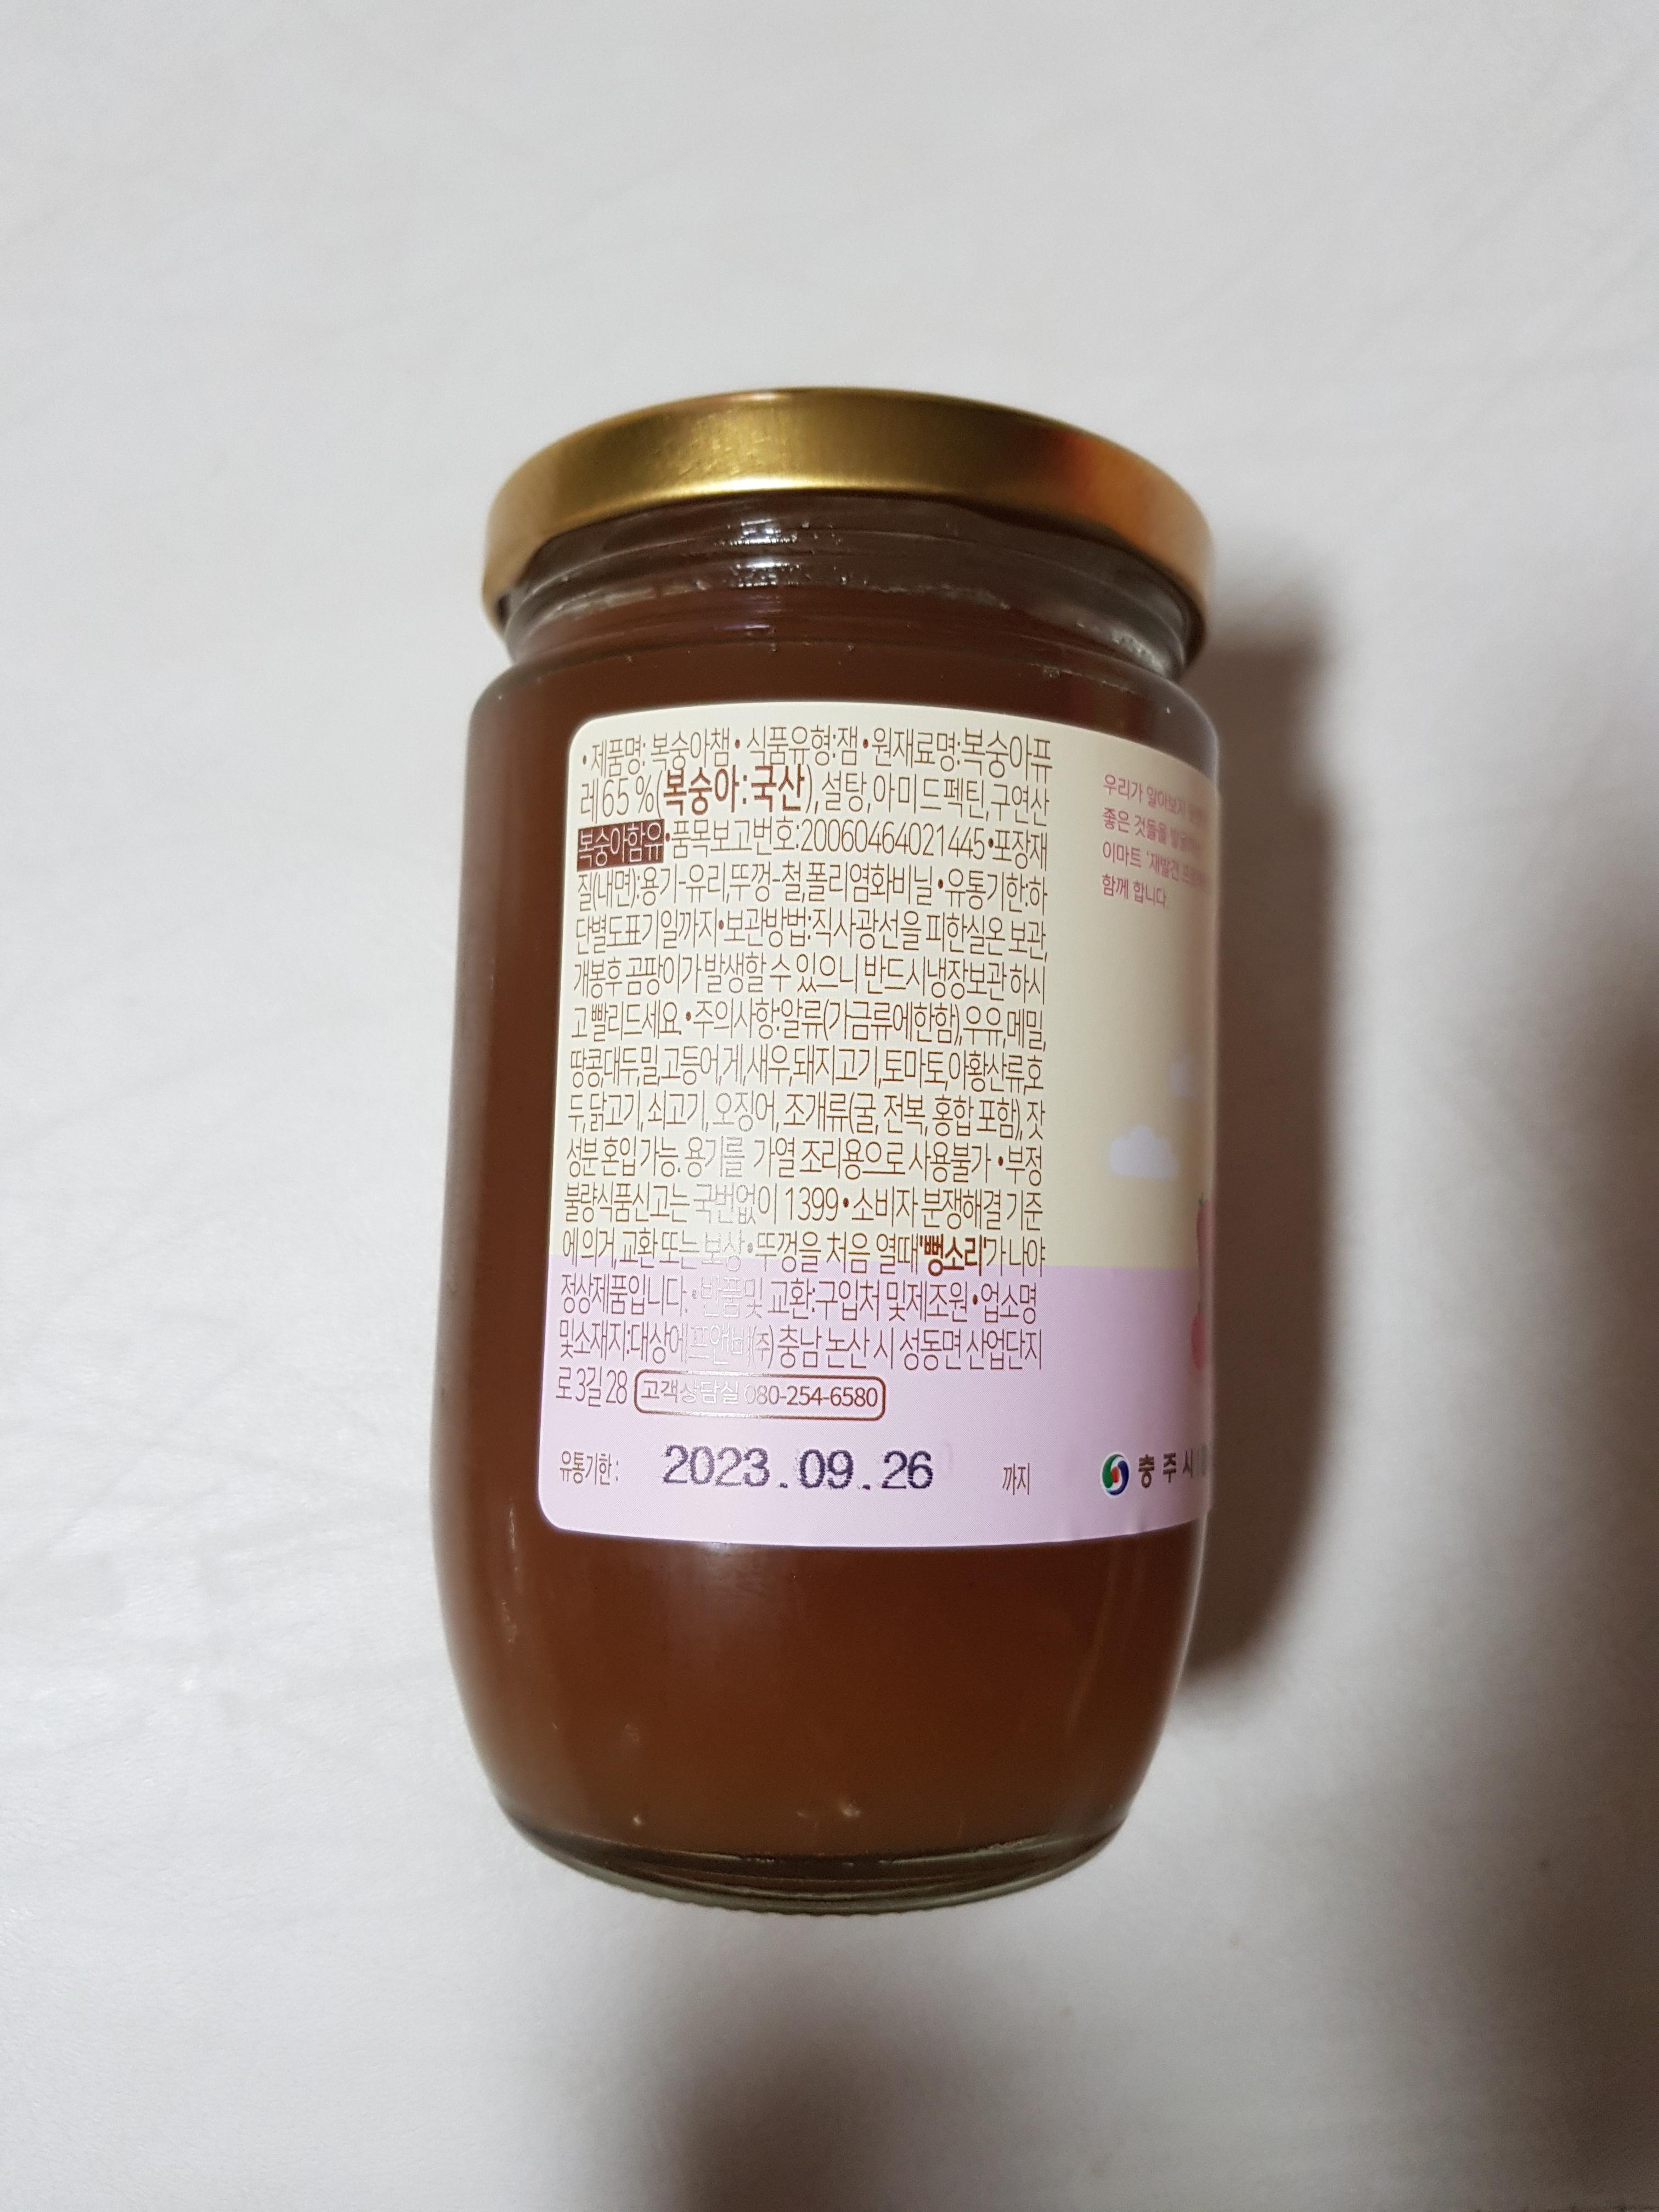 •제품명: 복숭아챔•식품유형:잼•원재료명:복숭아퓨
레65%(복숭아:국산),설탕,아미드펙틴,구연산
복숭아함유•품목보고번호:20060464021445•포장재
질(내면):용기-유리,뚜껑-철,폴리염화비닐•유통기한:하
단별도표기일까지•보관방법:직사광선을 피한실온 보관,
개봉후 곰팡이가 발생할 수 있으니 반드시냉장보관 하시
고 빨리드세요.•주의사항:알류(가금류에한함),우유,메밀,
땅콩,대두,밀,고등어,게,새우,돼지고기,토마토,아황산류,호
두,닭고기,쇠고기,오징어,조개류(굴,전복,홍합 포함),잣
성분 혼입가능. 용기를 가열 조리용으로 사용불가•부정
불량식품신고는 국번없이 1399•소비자 분쟁해결 기준
에의거,교환 또는 보상•뚜껑을 처음 열때'뻥소리'가 나야
정상제품입니다.•반품및 교환:구입처 및제조원•업소명
및소재지:대상에프앤비(주)충남 논산 시 성동면 산업단지
로3길28 고객상담실 080-254-6580
유통기한: 2023.09.26 까지
우리가
좋은 것들을
이마트
함께 합니다.
충주시